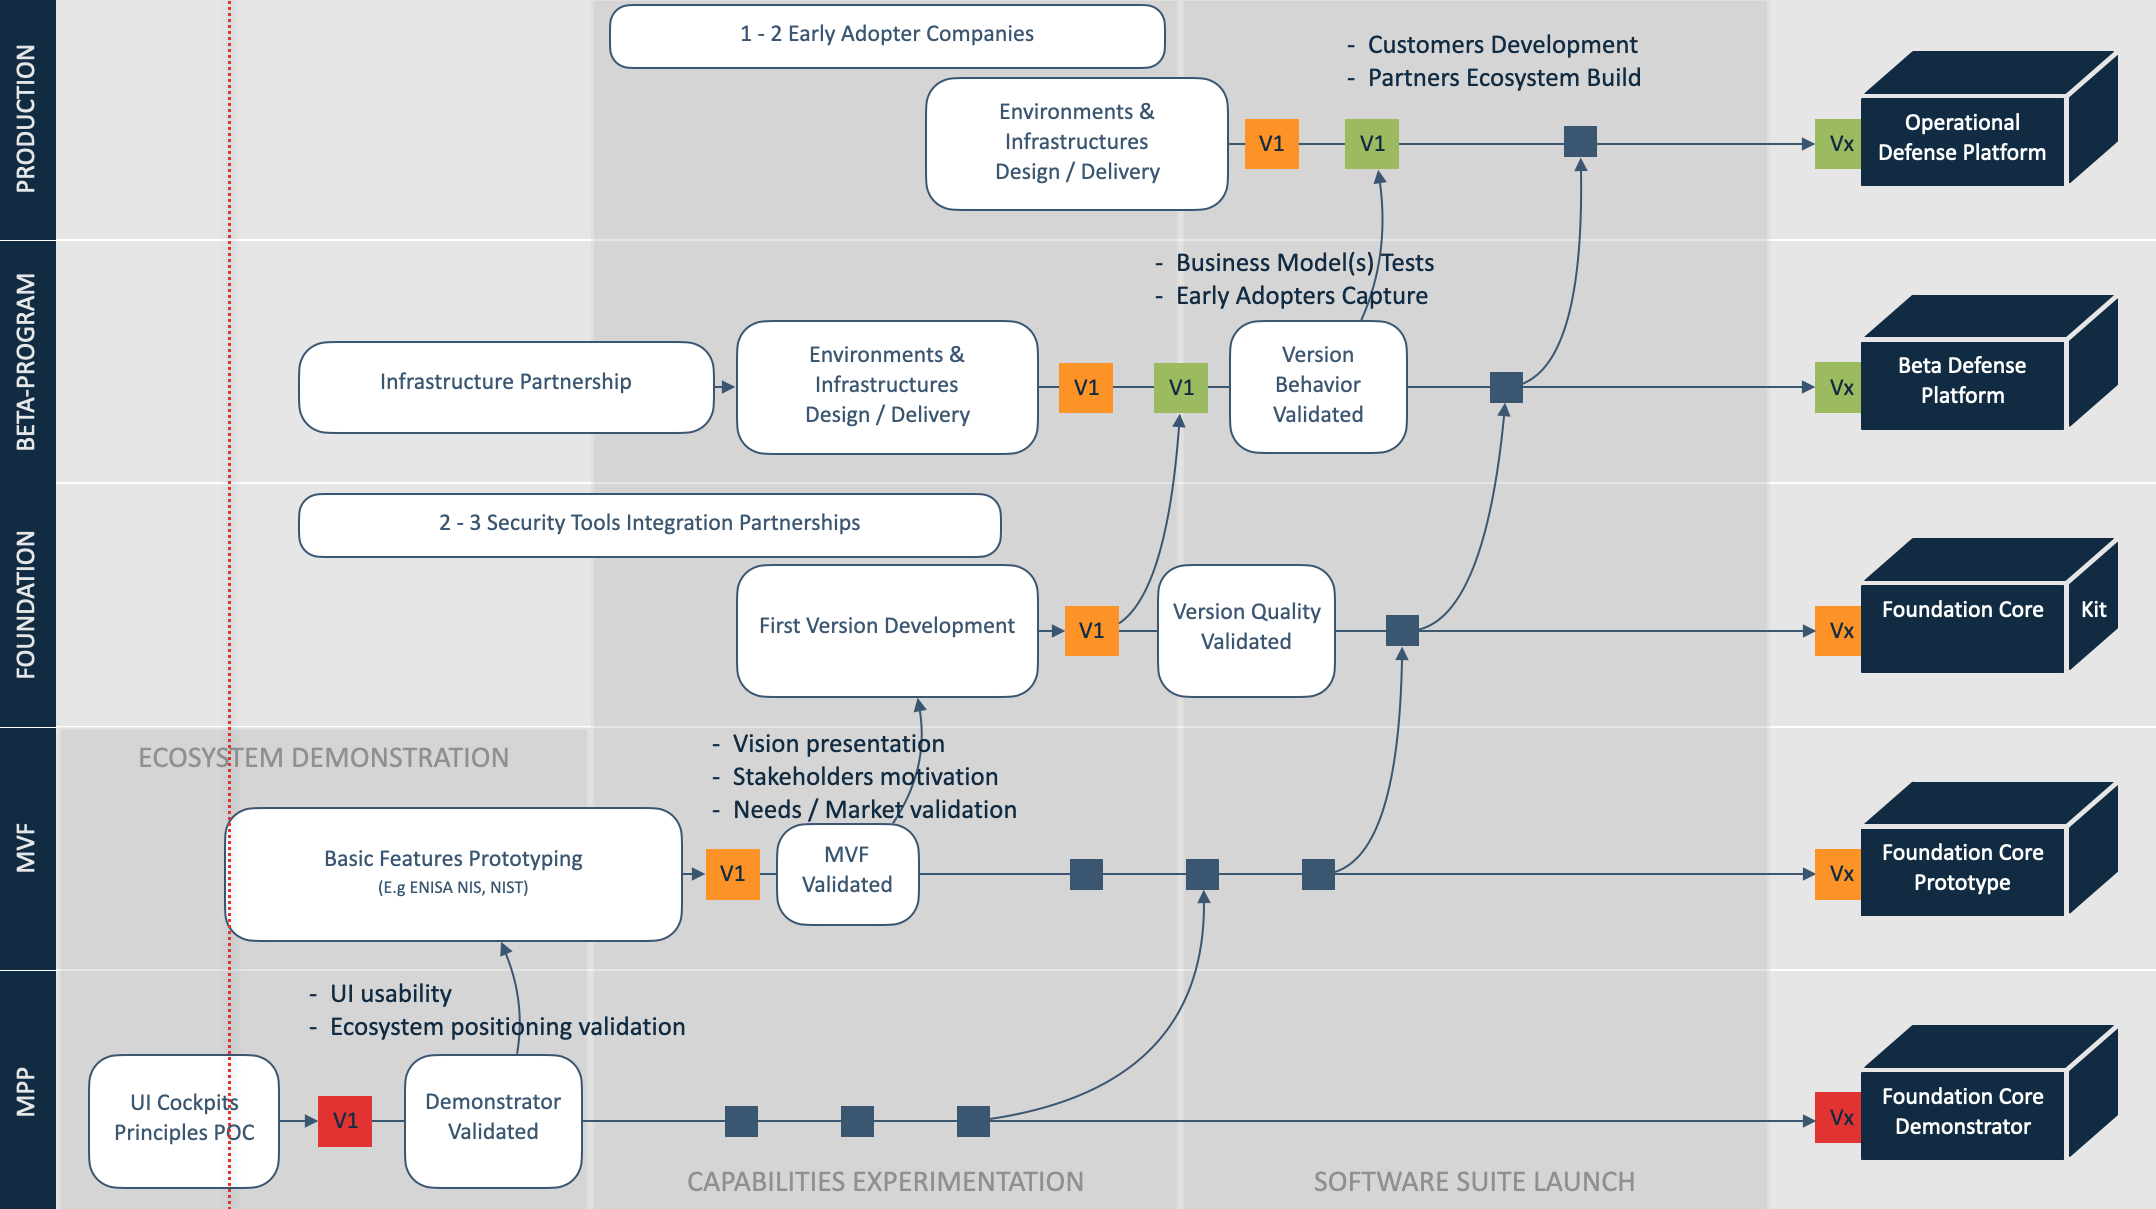 PRODUCTION
1 - 2 Early Adopter Companies
- Customers Development
- Partners Ecosystem Build
Environments &
Infrastructures
Design / Delivery
V1
V1
Vx
Operational
Defense Platform
BETA-PROGRAM
- Business Model(s) Tests
- Early Adopters Capture
Infrastructure Partnership
Environments &
Infrastructures
Design / Delivery
V1
V1
Version
Behavior
Validated
Vx
Beta Defense
Platform
FOUNDATION
2 - 3 Security Tools Integration Partnerships
First Version Development
V1
Version Quality
Validated
Vx
Foundation Core
Kit
MVF
ECOSYSTEM DEMONSTRATION
- Vision presentation
- Stakeholders motivation
- Needs / Market validation
Basic Features Prototyping
(E.g ENISA NIS, NIST)
V1
MVF
Validated
Vx
Foundation Core
Prototype
MPP
- UI usability
- Ecosystem positioning validation
UI Cockpits
Principles POC
V1
Demonstrator
Validated
Vx
Foundation Core
Demonstrator
CAPABILITIES EXPERIMENTATION
SOFTWARE SUITE LAUNCH